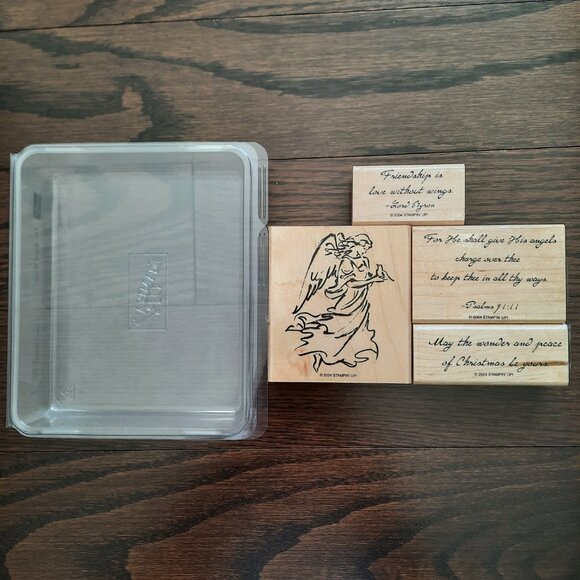 Friendship is
love without wings.
-Lord Byron
© 2004 STAMPIN' UP!
For He shall give His angels
charge over thee
to keep thee in all thy ways.
-Psalms 91:11
© 2004 STAMPIN' UP!
May the wonder and peace
of Christmas be yours.
© 2004 STAMPIN' UP!
© 2004 STAMPIN' UP!
STAMPIN' UP!